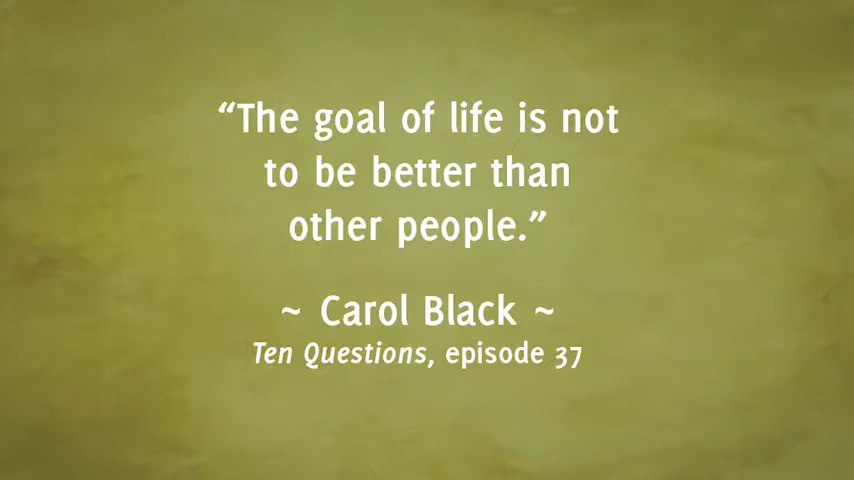 “The goal of life is not
to be better than
other people.”
~ Carol Black ~
Ten Questions, episode 37